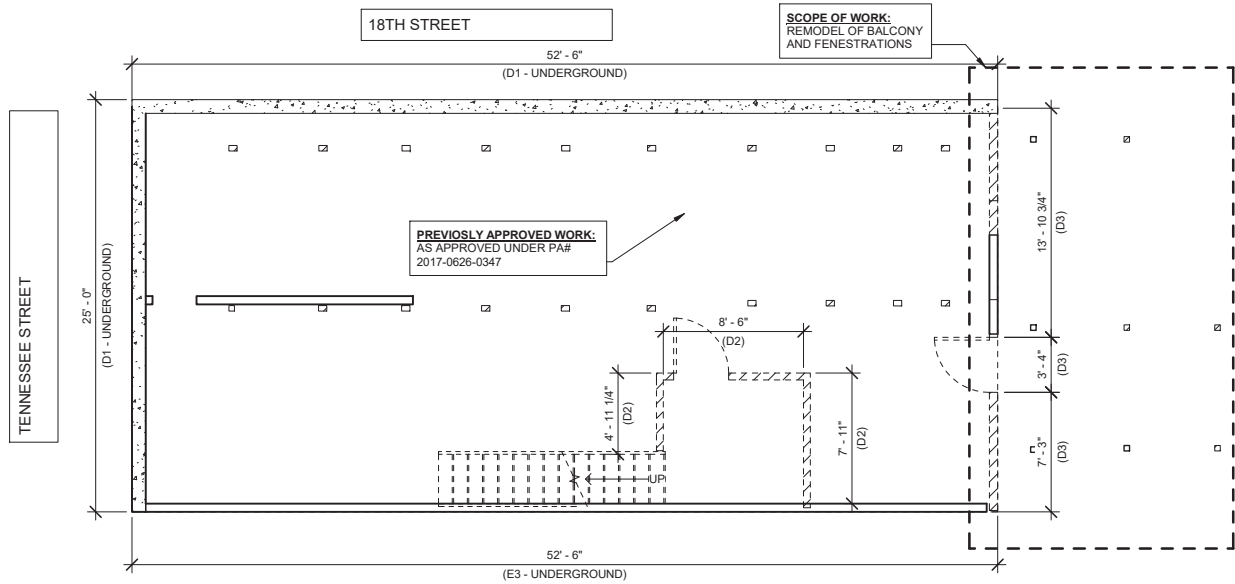 18TH STREET
SCOPE OF WORK:
REMODEL OF BALCONY
AND FENESTRATIONS
52' - 6"
(D1 - UNDERGROUND)
TENNESSEE STREET
25' - 0"
(D1 - UNDERGROUND)
PREVIOSLY APPROVED WORK:
AS APPROVED UNDER PA#
2017-0626-0347
13' - 10 3/4"
(D3)
8' - 6"
(D2)
3' - 4"
(D3)
4' - 11 1/4"
(D2)
7' - 11"
(D2)
7' - 3"
(D3)
UP
52' - 6"
(E3 - UNDERGROUND)